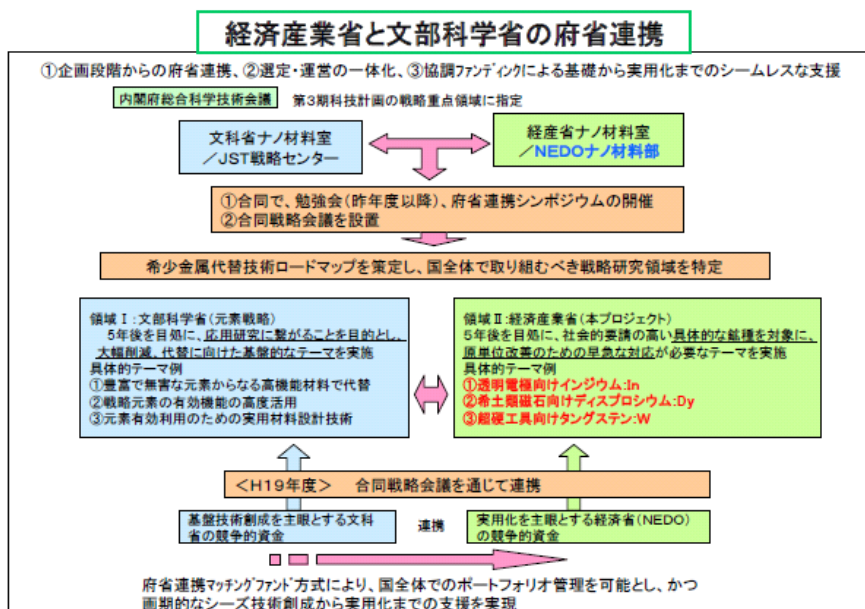 経済産業省と文部科学省の府省連携
①企画段階からの府省連携、②選定・運営の一体化、③協調ファンディングによる基礎から実用化までのシームレスな支援
内閣府総合科学技術会議 第3期科技計画の戦略重点領域に指定
文科省ナノ材料室
/JST戦略センター
経産省ナノ材料室
/NEDOナノ材料部
①合同で、勉強会(昨年度以降)、府省連携シンポジウムの開催
②合同戦略会議を設置
希少金属代替技術ロードマップを策定し、国全体で取り組むべき戦略研究領域を特定
領域Ⅰ:文部科学省(元素戦略)
5年後を目処に、応用研究に繋がることを目的とし、
大幅削減、代替に向けた基盤的なテーマを実施
具体的テーマ例
①豊富で無害な元素からなる高機能材料で代替
②戦略元素の有効機能の高度活用
③元素有効利用のための実用材料設計技術
領域Ⅱ:経済産業省(本プロジェクト)
5年後を目処に、社会的要請の高い具体的な鉱種を対象に、
原単位改善のための早急な対応が必要なテーマを実施
具体的テーマ例
①透明電極向けインジウム:In
②希土類磁石向けディスプロシウム:Dy
③超硬工具向けタングステン:W
<H19年度> 合同戦略会議を通じて連携
基盤技術創成を主眼とする文科
省の競争的資金
連携
実用化を主眼とする経済省(NEDO)
の競争的資金
府省連携マッチングファンド方式により、国全体でのポートフォリオ管理を可能とし、かつ
画期的なシーズ技術創成から実用化までの支援を実現